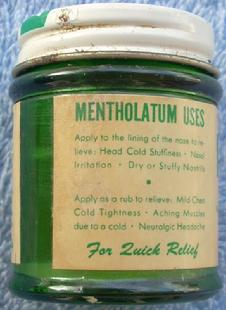 MENTHOLATUM USES
Apply to the lining of the nose to re-
lieve: Head Cold Stuffiness • Nasal
Irritation • Dry or Stuffy Nostrils
•
Apply as a rub to relieve: Mild Chest
Cold Tightness • Aching Muscles
due to a cold • Neuralgic Headache
For Quick Relief